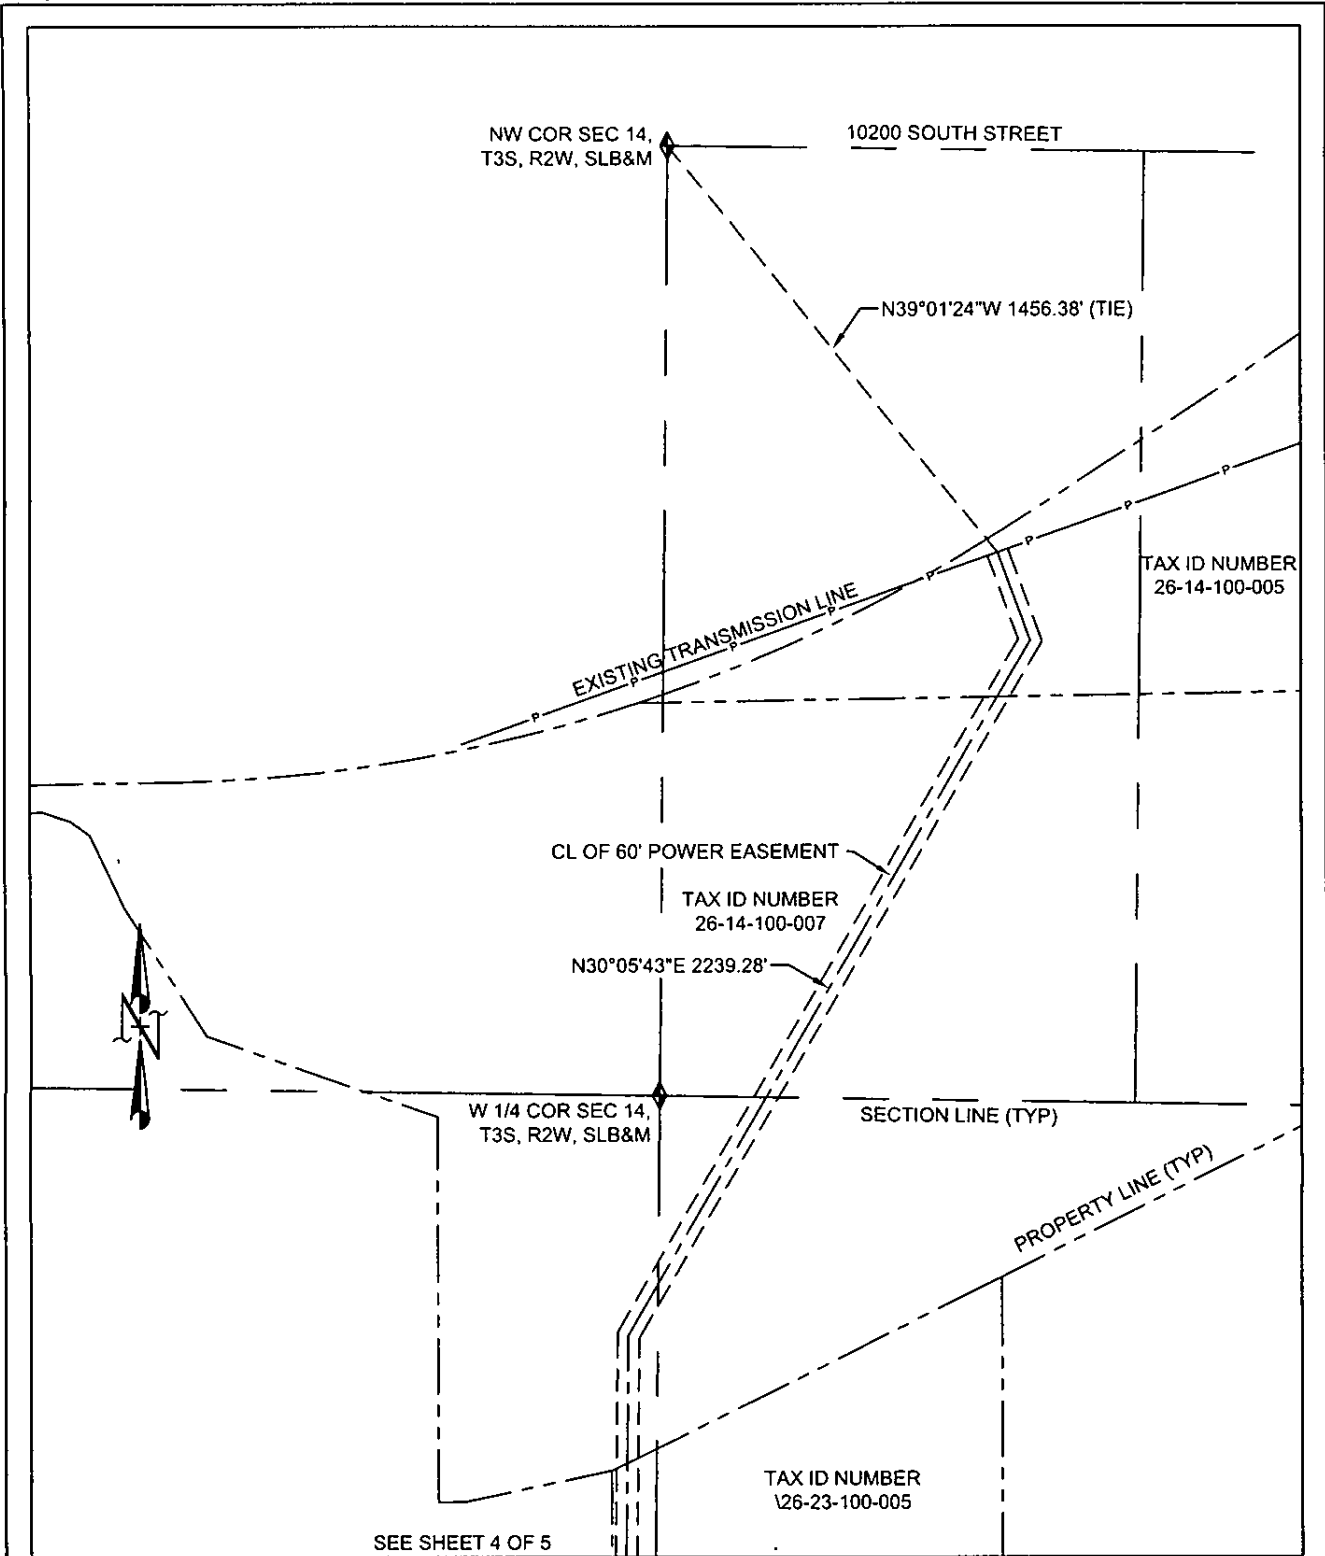 NW COR SEC 14,
T3S, R2W, SLB&M
10200 SOUTH STREET
N39°01'24"W 1456.38' (TIE)
TAX ID NUMBER
26-14-100-005
EXISTING TRANSMISSION LINE
P
P
P
P
P
P
P
P
CL OF 60' POWER EASEMENT
TAX ID NUMBER
26-14-100-007
N30°05'43"E 2239.28'
N
W 1/4 COR SEC 14,
T3S, R2W, SLB&M
SECTION LINE (TYP)
PROPERTY LINE (TYP)
TAX ID NUMBER
\26-23-100-005
SEE SHEET 4 OF 5